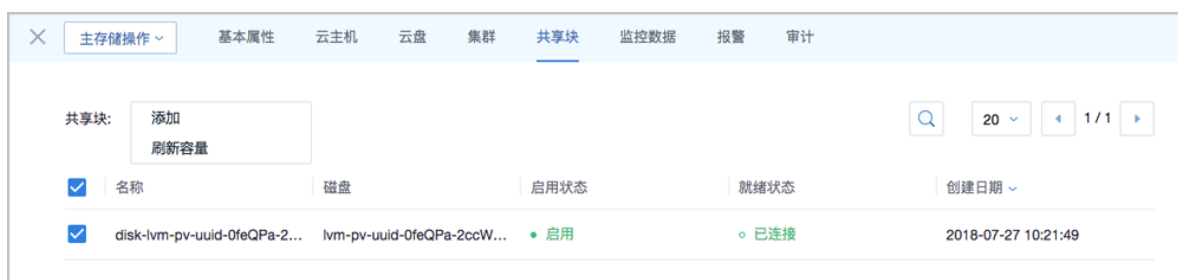 主存储操作 基本属性 云主机 云盘 集群 共享块 监控数据 报警 审计
共享块: 添加 20 1 / 1
刷新容量
名称 磁盘 启用状态 就绪状态 创建日期
disk-lvm-pv-uuid-0feQPa-2... lvm-pv-uuid-0feQPa-2ccW... 启用 已连接 2018-07-27 10:21:49